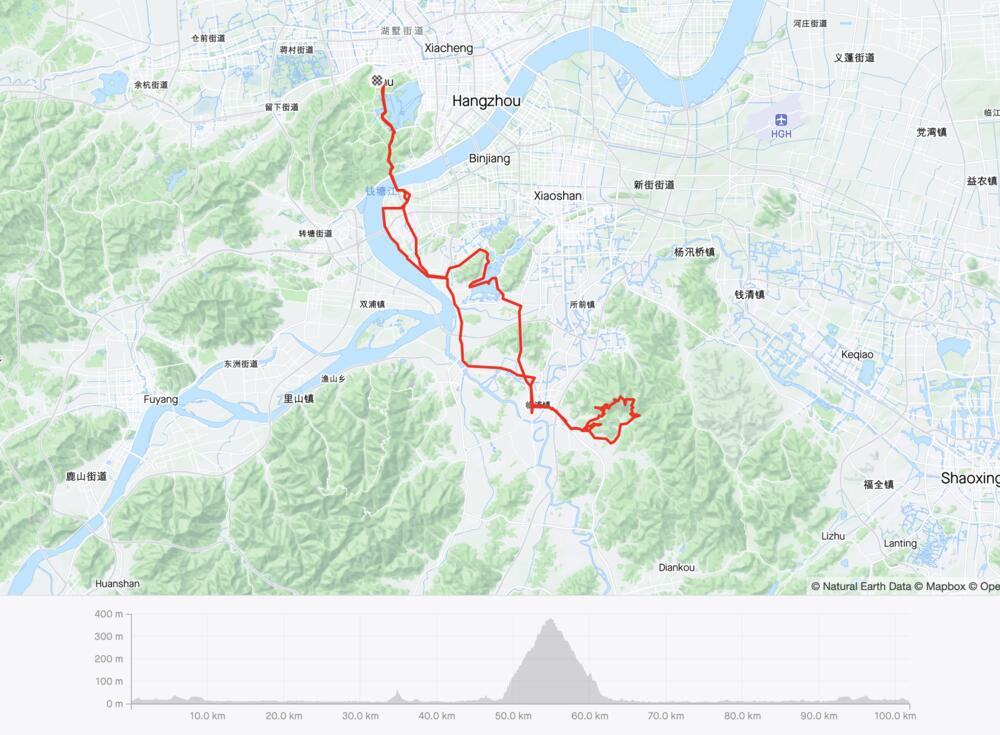 河庄街道
湖墅街道
仓前街道
Xiacheng
蒋村街道
义蓬街道
余杭街道
留下街道
Hangzhou
临江
HGH
党湾镇
Binjiang
益农镇
新街街道
钱塘江
Xiaoshan
转塘街道
杨汛桥镇
钱清镇
双浦镇
所前镇
Keqiao
东洲街道
渔山乡
Fuyang
里山镇
鹿山街道
Shaoxing
福全镇
Lizhu
Lanting
Diankou
Huanshan
© Natural Earth Data © Mapbox © Ope
400 m
300 m
200 m
100 m
0 m
10.0 km
20.0 km
30.0 km
40.0 km
50.0 km
60.0 km
70.0 km
80.0 km
90.0 km
100.0 km